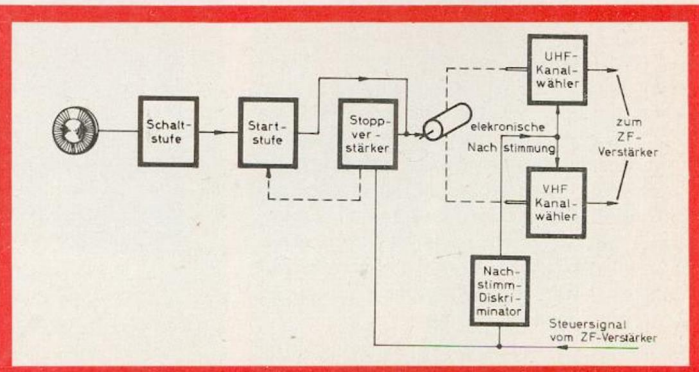 Schalt-
stufe
Start-
stufe
Stopp-
ver-
stärker
elekronische
Nachstimmung
UHF-
Kanal-
wähler
VHF
Kanal-
wähler
zum
ZF-
Verstärker
Nach-
stimm-
Diskri-
minator
Steuersignal
vom ZF-Verstärker